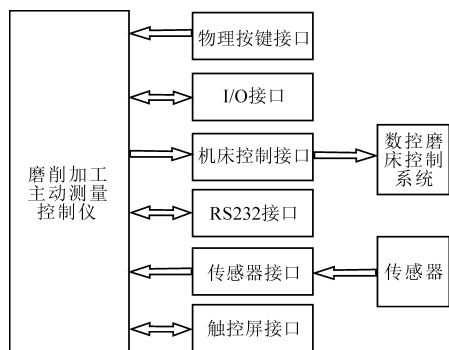 磨削加工
主动测量
控制仪
物理按键接口
I/O接口
机床控制接口
RS232接口
传感器接口
触控屏接口
数控磨
床控制
系统
传感器